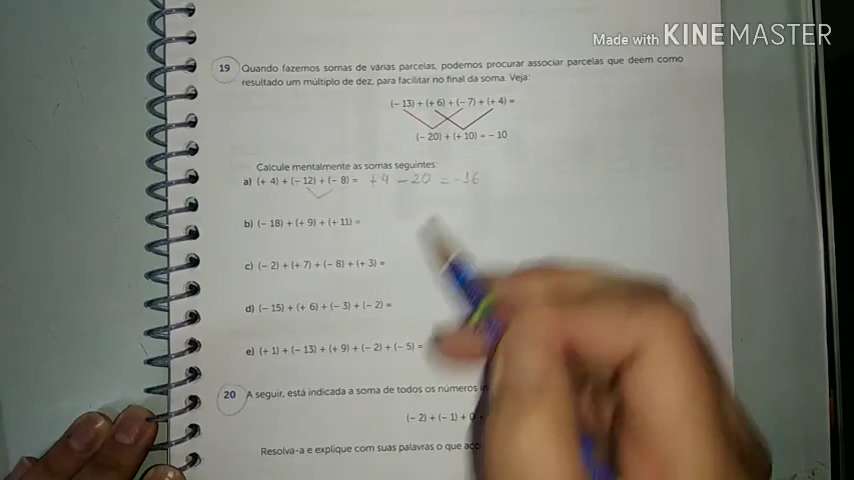 Made with KINEMASTER
19 Quando fazemos somas de várias parcelas, podemos procurar associar parcelas que deem como
resultado um múltiplo de dez, para facilitar no final da soma. Veja:
(– 13) + (+ 6) + (– 7) + (+ 4) =
(– 20) + (+ 10) = – 10
Calcule mentalmente as somas seguintes:
a) (+ 4) + (– 12) + (– 8) = +4 – 20 = –16
b) (– 18) + (+ 9) + (+ 11) =
c) (– 2) + (+ 7) + (– 8) + (+ 3) =
d) (– 15) + (+ 6) + (– 3) + (– 2) =
e) (+ 1) + (– 13) + (+ 9) + (– 2) + (– 5) =
20 A seguir, está indicada a soma de todos os números
(– 2) + (– 1) + 0
Resolva-a e explique com suas palavras o que